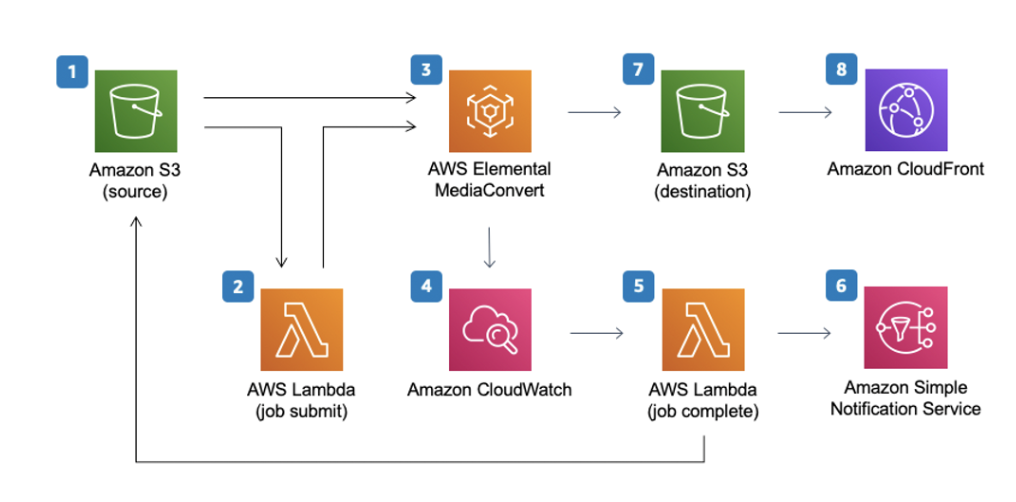 1
Amazon S3
(source)
3
AWS Elemental
MediaConvert
7
Amazon S3
(destination)
8
Amazon CloudFront
2
AWS Lambda
(job submit)
4
Amazon CloudWatch
5
AWS Lambda
(job complete)
6
Amazon Simple
Notification Service